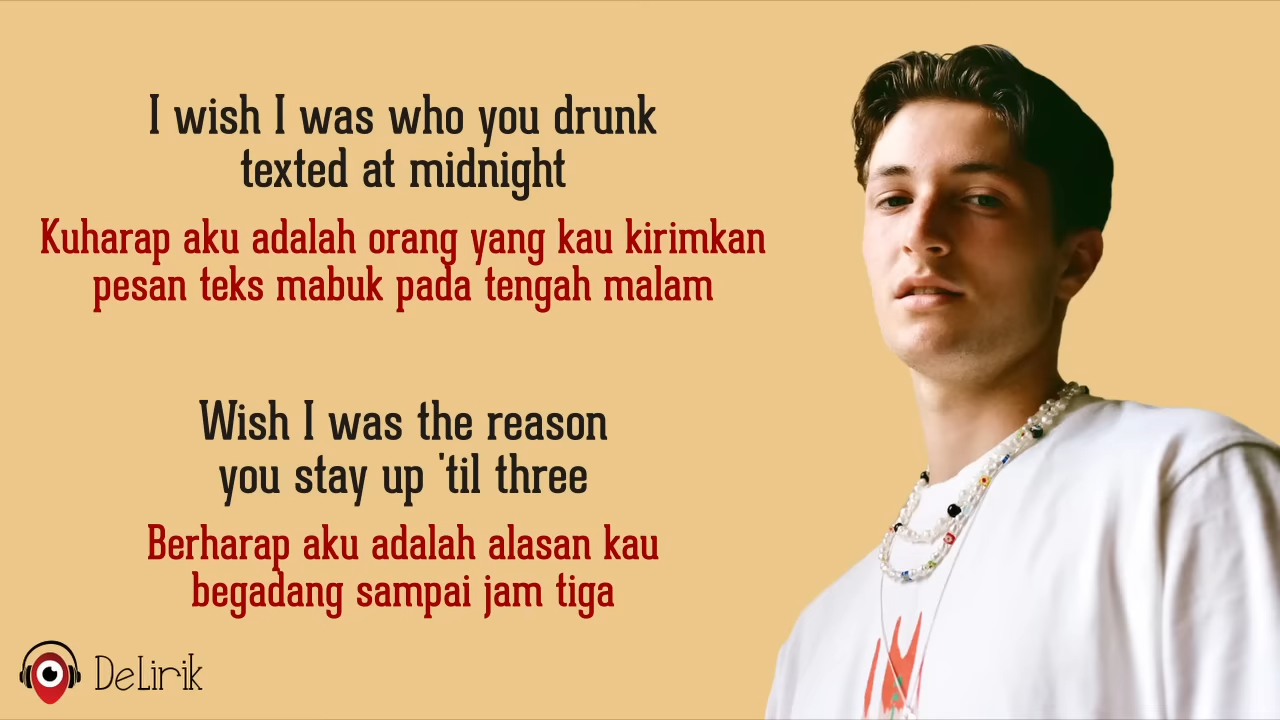 I wish I was who you drunk
texted at midnight
Kuharap aku adalah orang yang kau kirimkan
pesan teks mabuk pada tengah malam
Wish I was the reason
you stay up 'til three
Berharap aku adalah alasan kau
begadang sampai jam tiga
DeLirik